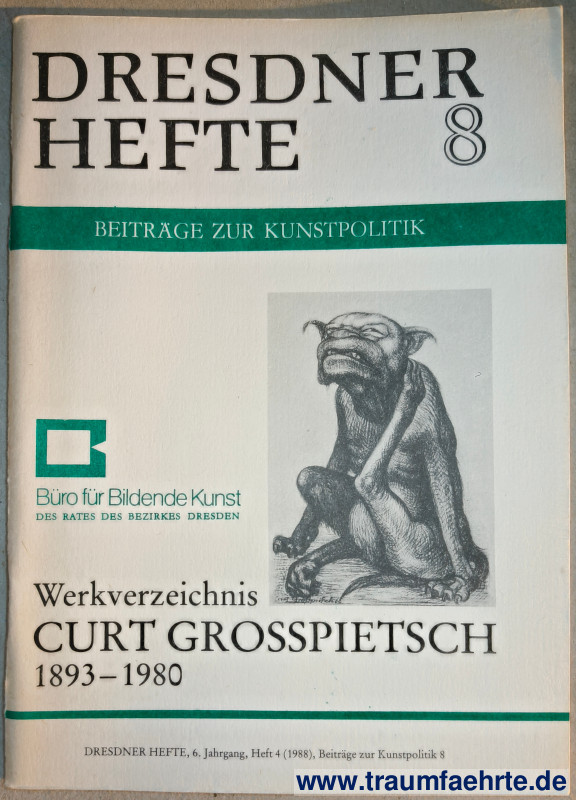 DRESDNER
HEFTE 8
BEITRÄGE ZUR KUNSTPOLITIK
Büro für Bildende Kunst
DES RATES DES BEZIRKES DRESDEN
Werkverzeichnis
CURT GROSSPIETSCH
1893–1980
DRESDNER HEFTE, 6. Jahrgang, Heft 4 (1988), Beiträge zur Kunstpolitik 8
www.traumfaehrte.de